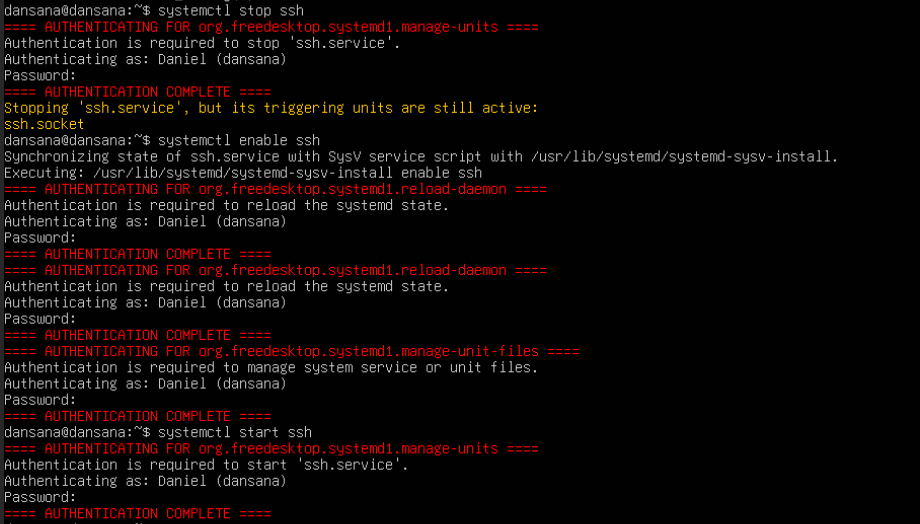 dansana@dansana:~$ systemctl stop ssh
==== AUTHENTICATING FOR org.freedesktop.systemd1.manage-units ====
Authentication is required to stop 'ssh.service'.
Authenticating as: Daniel (dansana)
Password:
==== AUTHENTICATION COMPLETE ====
Stopping 'ssh.service', but its triggering units are still active:
ssh.socket
dansana@dansana:~$ systemctl enable ssh
Synchronizing state of ssh.service with SysV service script with /usr/lib/systemd/systemd-sysv-install.
Executing: /usr/lib/systemd/systemd-sysv-install enable ssh
==== AUTHENTICATING FOR org.freedesktop.systemd1.reload-daemon ====
Authentication is required to reload the systemd state.
Authenticating as: Daniel (dansana)
Password:
==== AUTHENTICATION COMPLETE ====
==== AUTHENTICATING FOR org.freedesktop.systemd1.reload-daemon ====
Authentication is required to reload the systemd state.
Authenticating as: Daniel (dansana)
Password:
==== AUTHENTICATION COMPLETE ====
==== AUTHENTICATING FOR org.freedesktop.systemd1.manage-unit-files ====
Authentication is required to manage system service or unit files.
Authenticating as: Daniel (dansana)
Password:
==== AUTHENTICATION COMPLETE ====
dansana@dansana:~$ systemctl start ssh
==== AUTHENTICATING FOR org.freedesktop.systemd1.manage-units ====
Authentication is required to start 'ssh.service'.
Authenticating as: Daniel (dansana)
Password:
==== AUTHENTICATION COMPLETE ====